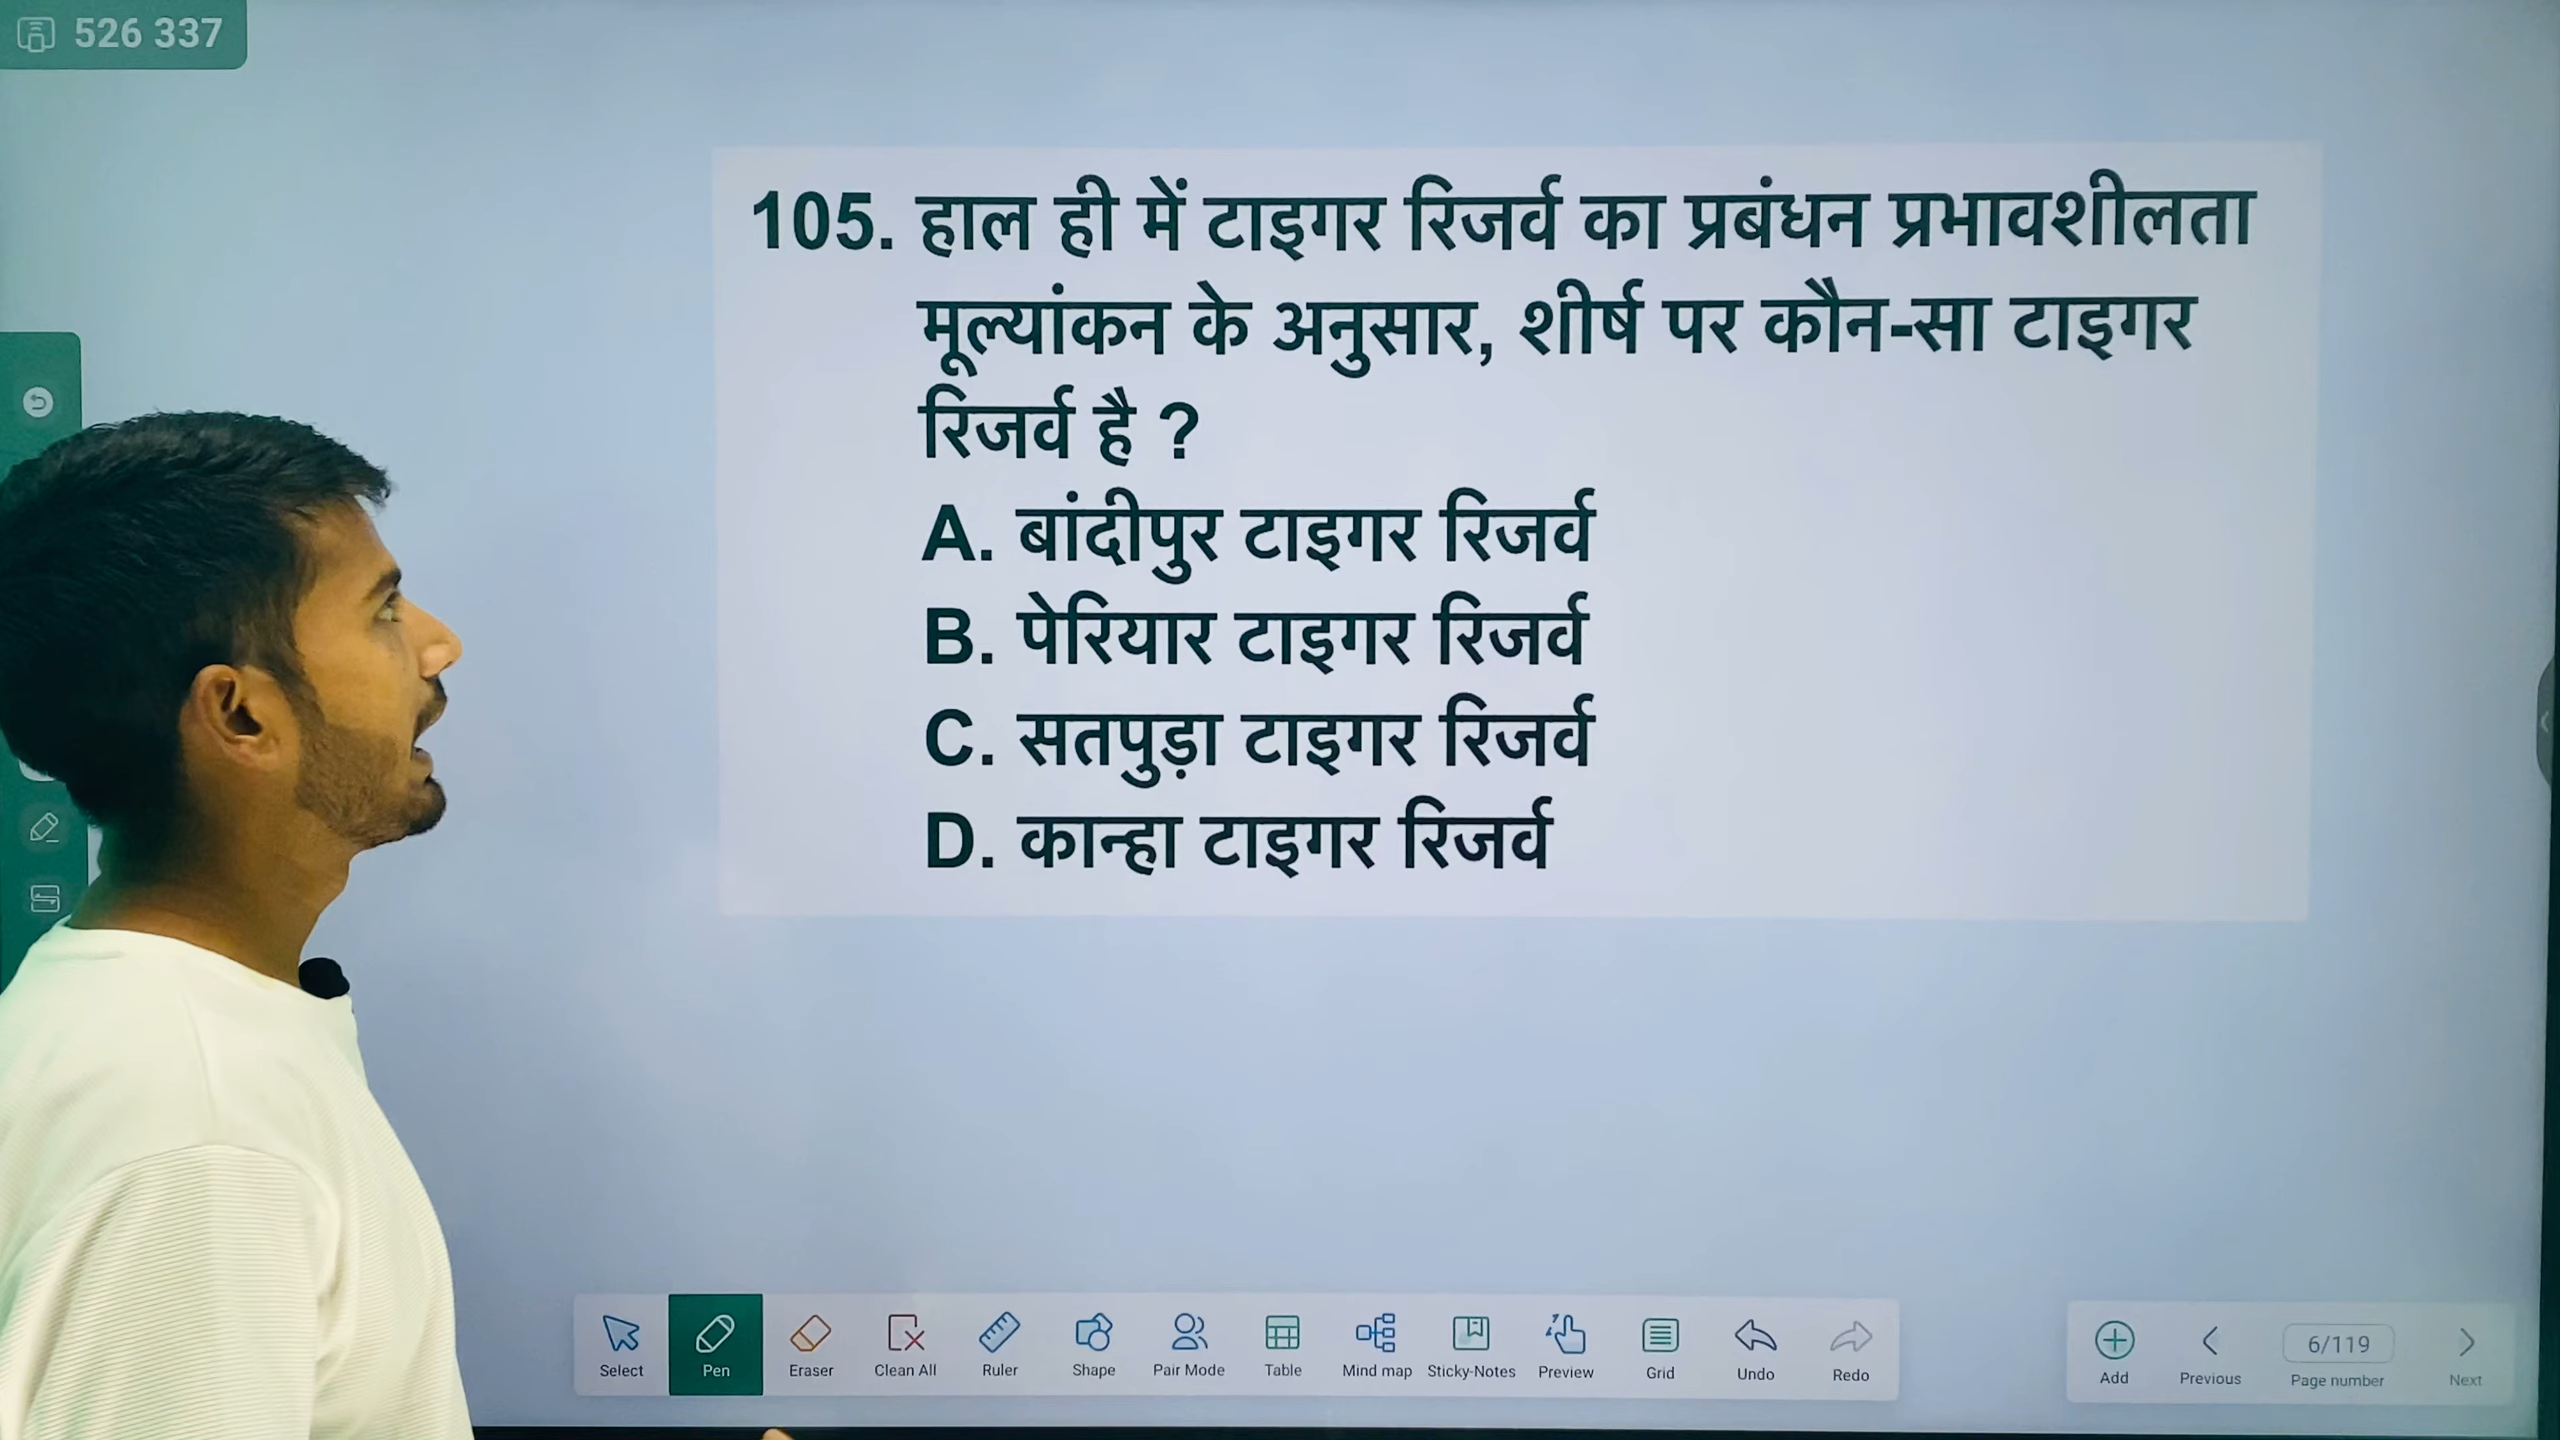 526 337
105. हाल ही में टाइगर रिजर्व का प्रबंधन प्रभावशीलता
मूल्यांकन के अनुसार, शीर्ष पर कौन-सा टाइगर
रिजर्व है ?
A. बांदीपुर टाइगर रिजर्व
B. पेरियार टाइगर रिजर्व
C. सतपुड़ा टाइगर रिजर्व
D. कान्हा टाइगर रिजर्व
Select Pen Eraser Clean All Ruler Shape Pair Mode Table Mind map Sticky-Notes Preview Grid Undo Redo
6/119
Add Previous Page number Next